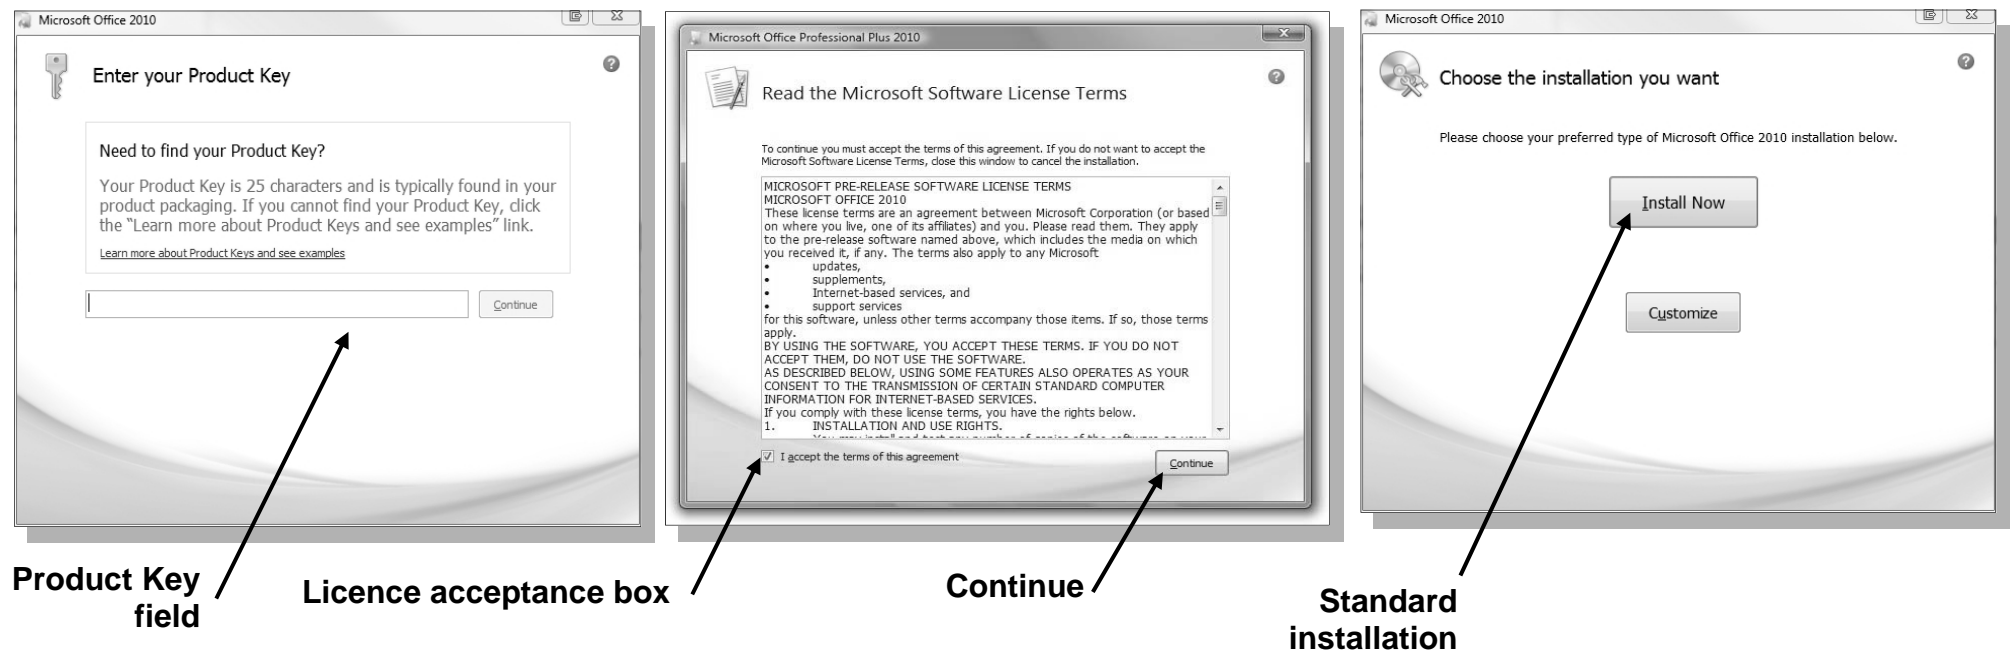 Microsoft Office 2010
Enter your Product Key
Need to find your Product Key?
Your Product Key is 25 characters and is typically found in your
product packaging. If you cannot find your Product Key, click
the “Learn more about Product Keys and see examples” link.
Learn more about Product Keys and see examples
Continue
Product Key
field
Microsoft Office Professional Plus 2010
Read the Microsoft Software License Terms
To continue you must accept the terms of this agreement. If you do not want to accept the
Microsoft Software License Terms, close this window to cancel the installation.
MICROSOFT PRE-RELEASE SOFTWARE LICENSE TERMS
MICROSOFT OFFICE 2010
These license terms are an agreement between Microsoft Corporation (or based
on where you live, one of its affiliates) and you. Please read them. They apply
to the pre-release software named above, which includes the media on which
you received it, if any. The terms also apply to any Microsoft
• updates,
• supplements,
• Internet-based services, and
• support services
for this software, unless other terms accompany those items. If so, those terms
apply.
BY USING THE SOFTWARE, YOU ACCEPT THESE TERMS. IF YOU DO NOT
ACCEPT THEM, DO NOT USE THE SOFTWARE.
AS DESCRIBED BELOW, USING SOME FEATURES ALSO OPERATES AS YOUR
CONSENT TO THE TRANSMISSION OF CERTAIN STANDARD COMPUTER
INFORMATION FOR INTERNET-BASED SERVICES.
If you comply with these license terms, you have the rights below.
1. INSTALLATION AND USE RIGHTS.
You may install and test any number of copies of the software on your
I accept the terms of this agreement
Continue
Licence acceptance box
Continue
Microsoft Office 2010
Choose the installation you want
Please choose your preferred type of Microsoft Office 2010 installation below.
Install Now
Customize
Standard
installation